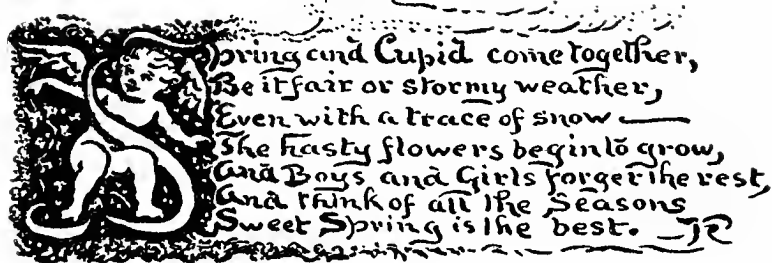 Spring and Cupid come together,
Be it fair or stormy weather,
Even with a trace of snow —
The hasty flowers begin to grow,
And Boys and Girls forget the rest,
And think of all the Seasons
Sweet Spring is the best. — JR